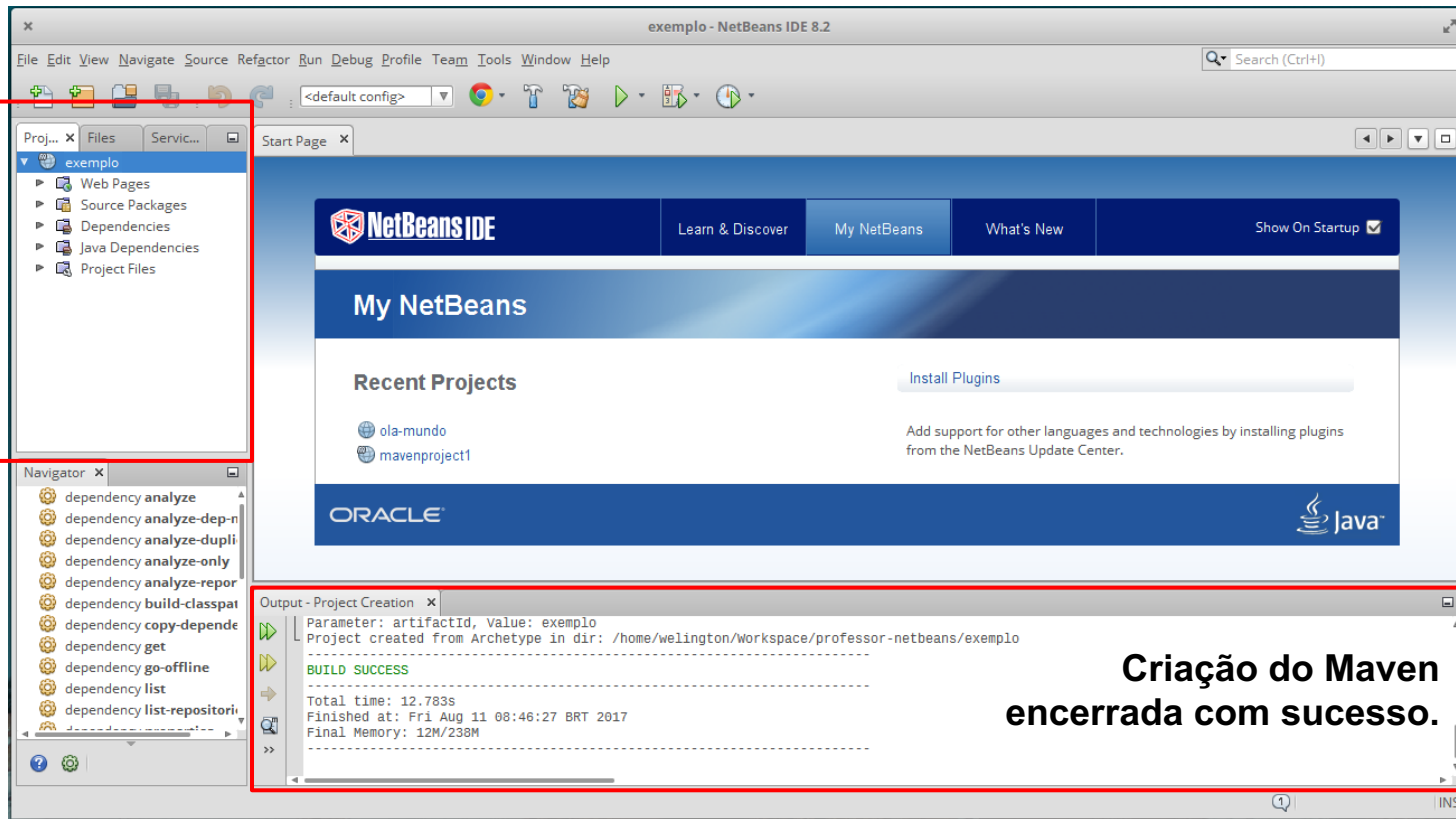 exemplo - NetBeans IDE 8.2
File Edit View Navigate Source Refactor Run Debug Profile Team Tools Window Help
Search (Ctrl+I)
<default config>
Proj... Files Servic...
exemplo
Web Pages
Source Packages
Dependencies
Java Dependencies
Project Files
Start Page
NetBeans IDE
Learn & Discover
My NetBeans
What's New
Show On Startup
My NetBeans
Recent Projects
ola-mundo
mavenproject1
Install Plugins
Add support for other languages and technologies by installing plugins
from the NetBeans Update Center.
ORACLE
Java
Navigator
dependency analyze
dependency analyze-dep-n
dependency analyze-dupli
dependency analyze-only
dependency analyze-repor
dependency build-classpat
dependency copy-depende
dependency get
dependency go-offline
dependency list
dependency list-repositori
Output - Project Creation
Parameter: artifactId, Value: exemplo
Project created from Archetype in dir: /home/welington/Workspace/professor-netbeans/exemplo
------------------------------------------------------------------------
BUILD SUCCESS
------------------------------------------------------------------------
Total time: 12.783s
Finished at: Fri Aug 11 08:46:27 BRT 2017
Final Memory: 12M/238M
------------------------------------------------------------------------
Criação do Maven
encerrada com sucesso.
1
INS